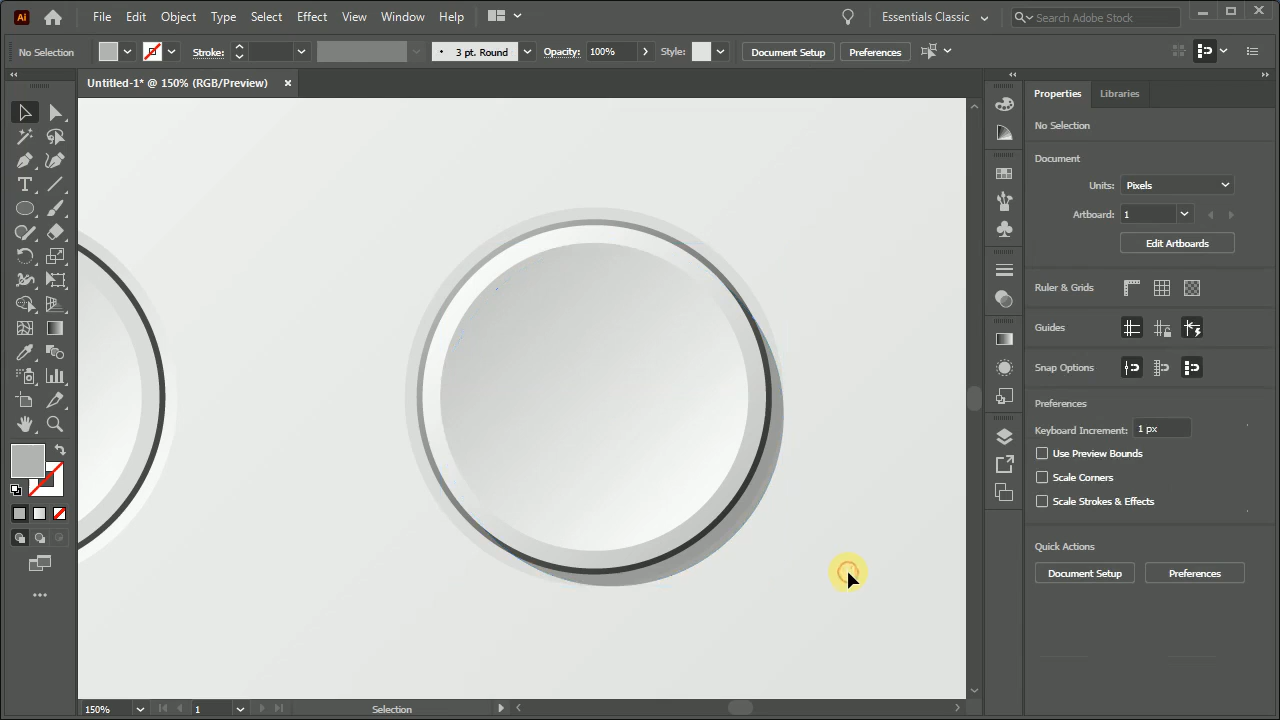 Ai File Edit Object Type Select Effect View Window Help Essentials Classic Search Adobe Stock
No Selection Stroke: 3 pt. Round Opacity: 100% Style: Document Setup Preferences
Untitled-1* @ 150% (RGB/Preview) ×
Properties Libraries
No Selection
Document
Units: Pixels
Artboard: 1
Edit Artboards
Ruler & Grids
Guides
Snap Options
Preferences
Keyboard Increment: 1 px
Use Preview Bounds
Scale Corners
Scale Strokes & Effects
Quick Actions
Document Setup Preferences
150% 1 Selection